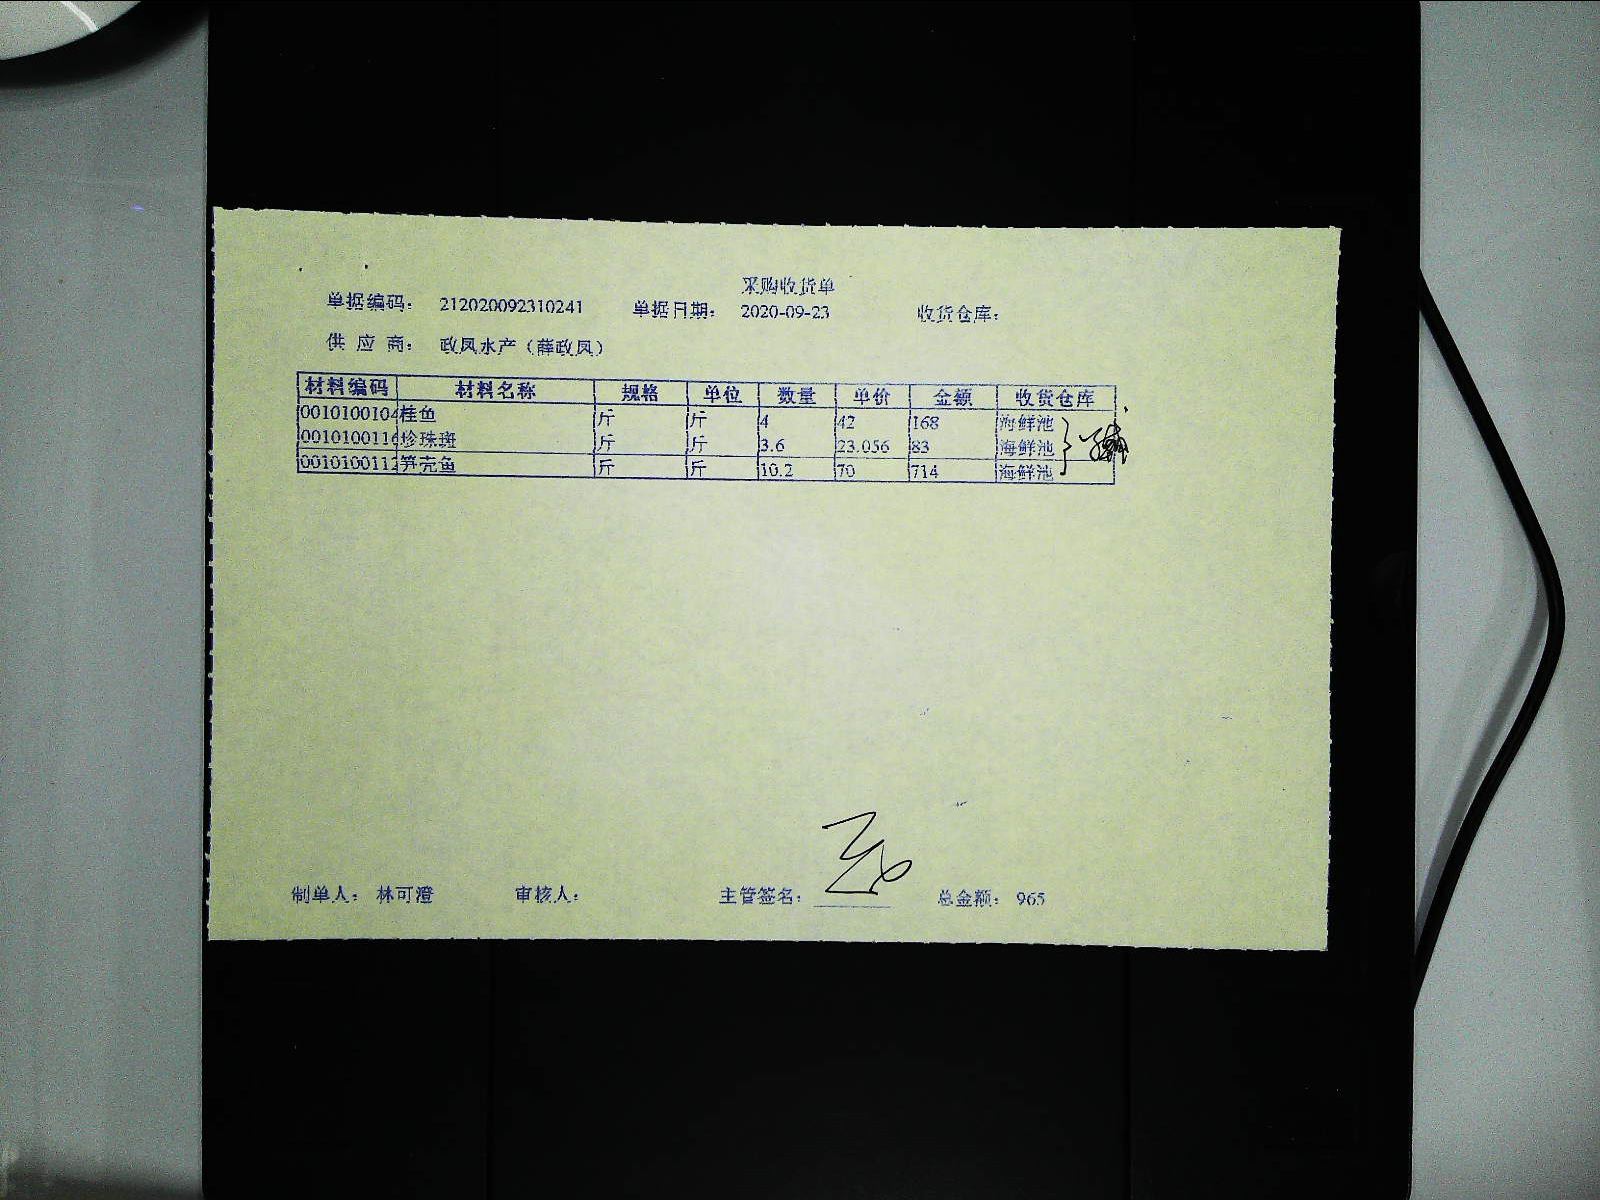 采购收货单
单据编码： 212020092310241 单据日期： 2020-09-23 收货仓库：
供 应 商： 政凤水产（薛政凤）
材料编码 材料名称 规格 单位 数量 单价 金额 收货仓库
0010100104 桂鱼 斤 斤 4 42 168 海鲜池
0010100116 珍珠斑 斤 斤 3.6 23.056 83 海鲜池
0010100112 笋壳鱼 斤 斤 10.2 70 714 海鲜池
制单人： 林可澄 审核人： 主管签名： 总金额： 965